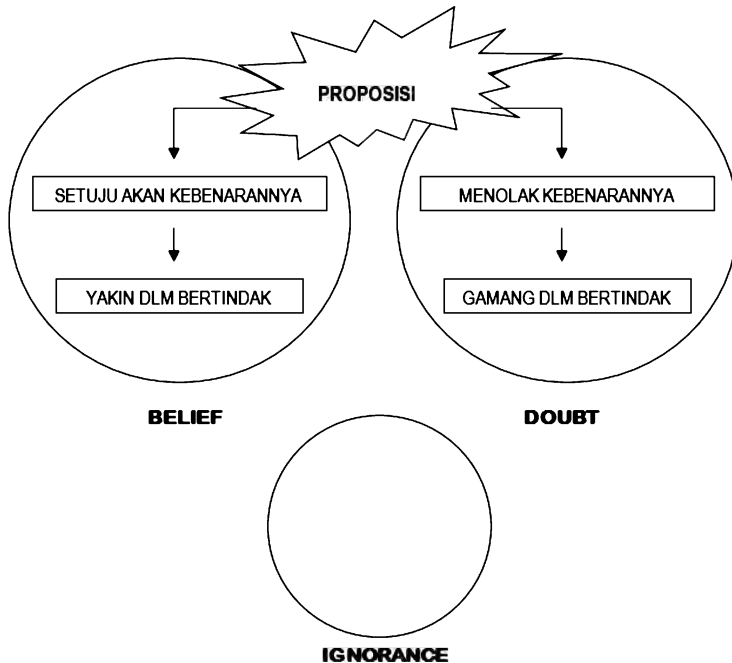 PROPOSISI
SETUJU AKAN KEBENARANNYA
MENOLAK KEBENARANNYA
YAKIN DLM BERTINDAK
GAMANG DLM BERTINDAK
BELIEF
DOUBT
IGNORANCE